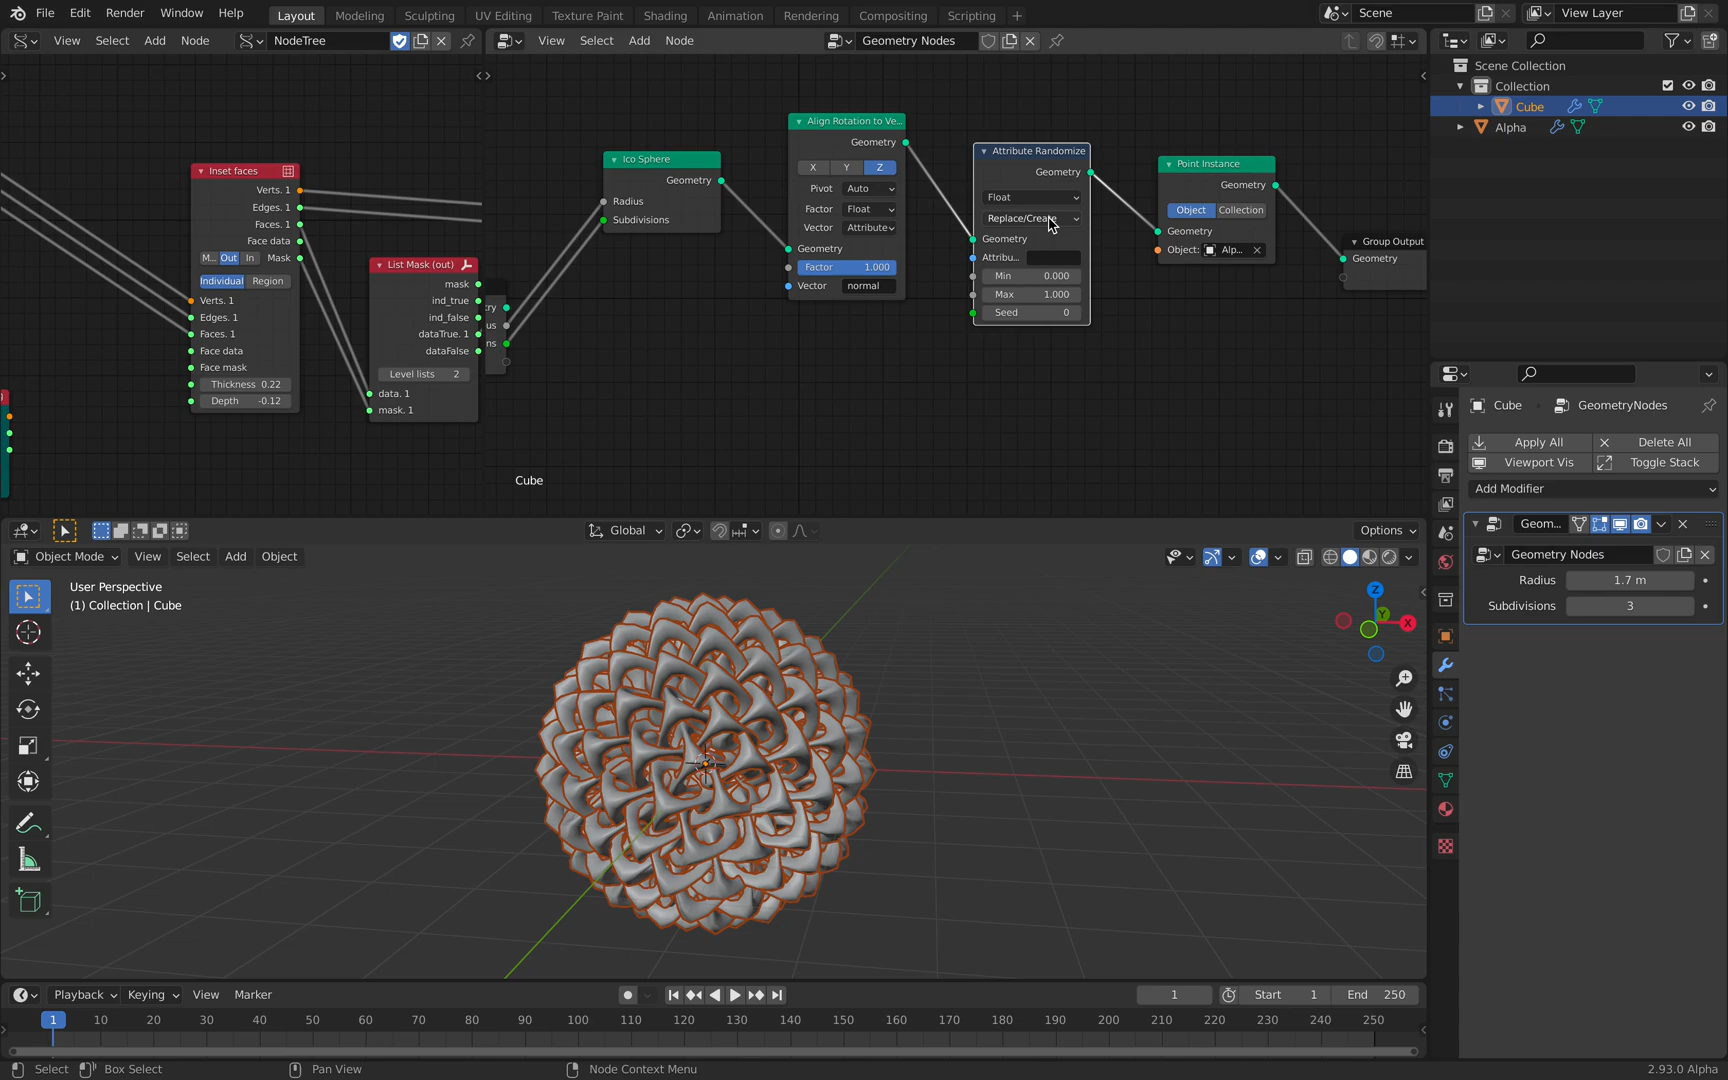 File Edit Render Window Help Layout Modeling Sculpting UV Editing Texture Paint Shading Animation Rendering Compositing Scripting + Scene View Layer
View Select Add Node NodeTree
View Select Add Node Geometry Nodes
Inset faces
Verts. 1
Edges. 1
Faces. 1
Face data
M... Out In Mask
Individual Region
Verts. 1
Edges. 1
Faces. 1
Face data
Face mask
Thickness 0.22
Depth -0.12
List Mask (out)
mask
ind_true
ind_false
dataTrue. 1
dataFalse
Level lists 2
data. 1
mask. 1
ry
us
ns
Ico Sphere
Geometry
Radius
Subdivisions
Align Rotation to Ve...
Geometry
X Y Z
Pivot Auto
Factor Float
Vector Attribute
Geometry
Factor 1.000
Vector normal
Attribute Randomize
Geometry
Float
Replace/Create
Geometry
Attribu...
Min 0.000
Max 1.000
Seed 0
Point Instance
Geometry
Object Collection
Geometry
Object: Alp...
Group Output
Geometry
Cube
Scene Collection
Collection
Cube
Alpha
Cube GeometryNodes
Apply All Delete All
Viewport Vis Toggle Stack
Add Modifier
Geom...
Geometry Nodes
Radius 1.7 m
Subdivisions 3
Global Options
Object Mode View Select Add Object
User Perspective
(1) Collection | Cube
Z
Y
X
Playback Keying View Marker 1 Start 1 End 250
1 10 20 30 40 50 60 70 80 90 100 110 120 130 140 150 160 170 180 190 200 210 220 230 240 250
Select Box Select Pan View Node Context Menu 2.93.0 Alpha